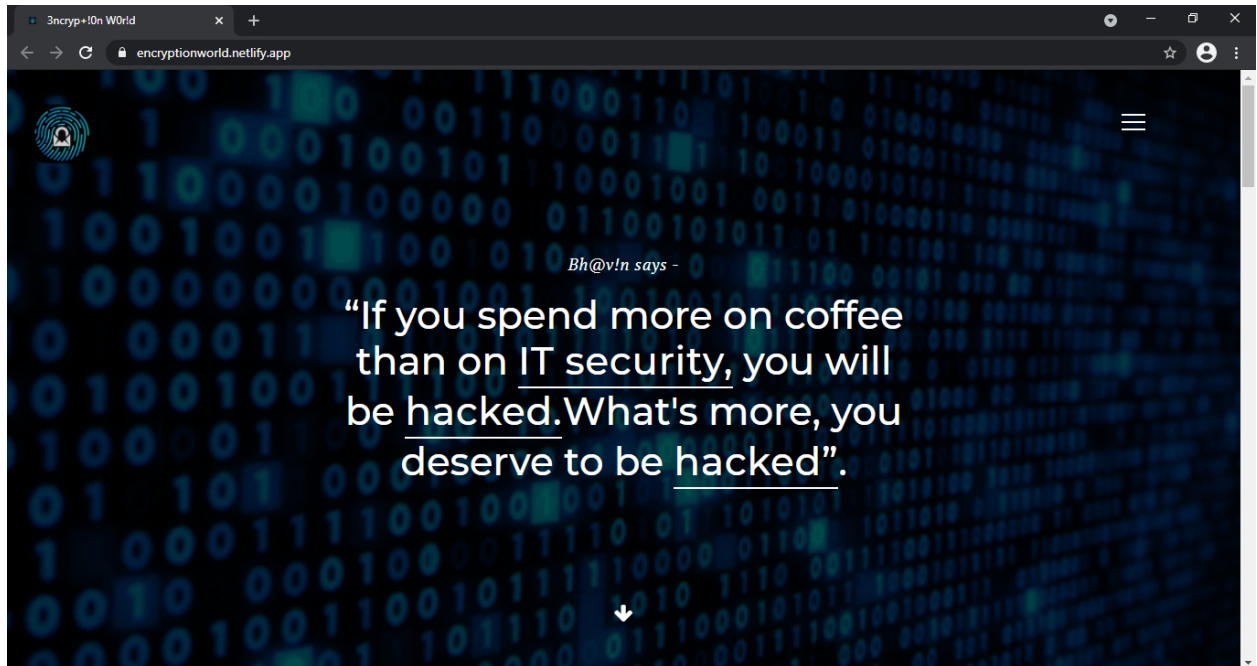 3ncryp+!0n W0r!d
encryptionworld.netlify.app
Bh@v!n says -
“If you spend more on coffee
than on IT security, you will
be hacked.What's more, you
deserve to be hacked”.